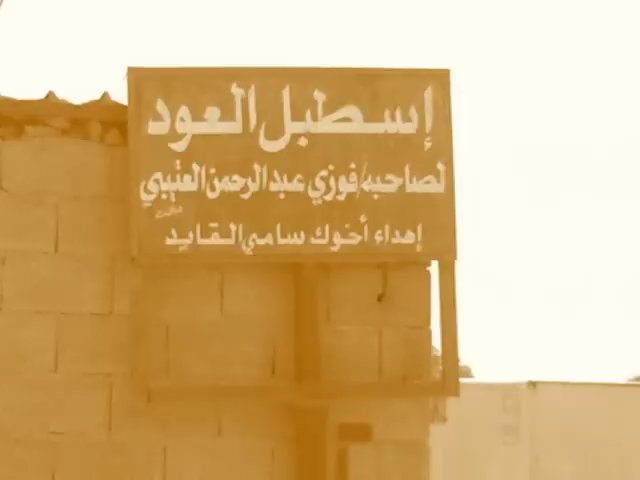 إسطبل العود
لصاحبه/فوزي عبدالرحمن العتيبي
إهداء أخوك سامي القايد